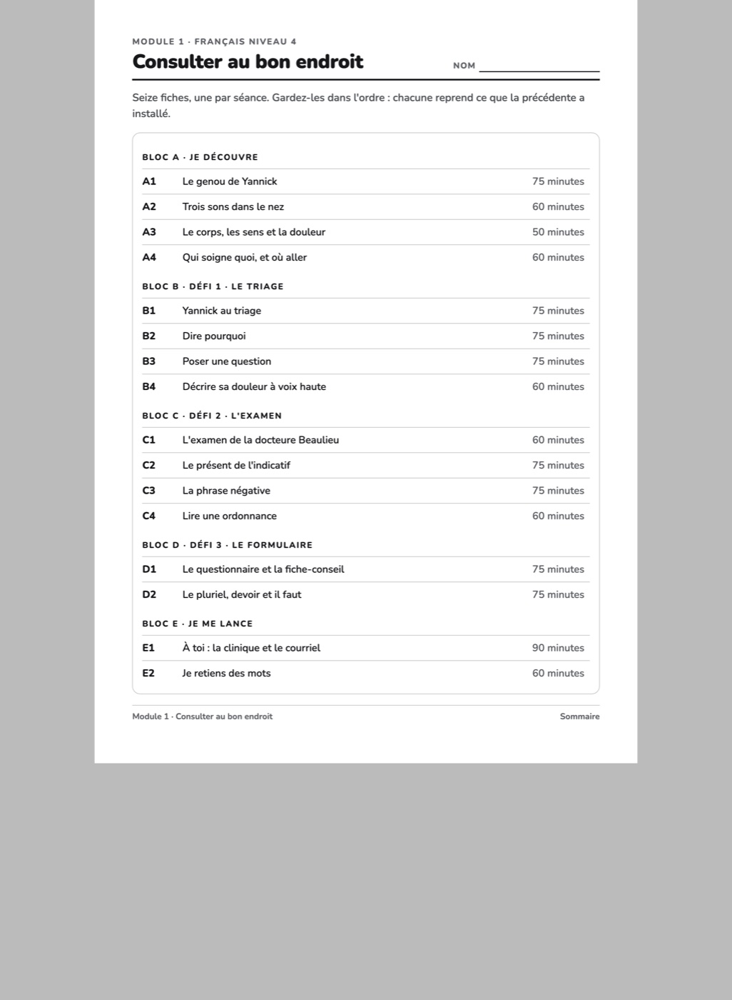 MODULE 1 · FRANÇAIS NIVEAU 4
Consulter au bon endroit
NOM
Seize fiches, une par séance. Gardez-les dans l'ordre : chacune reprend ce que la précédente a
installé.
BLOC A · JE DÉCOUVRE
A1 Le genou de Yannick 75 minutes
A2 Trois sons dans le nez 60 minutes
A3 Le corps, les sens et la douleur 50 minutes
A4 Qui soigne quoi, et où aller 60 minutes
BLOC B · DÉFI 1 · LE TRIAGE
B1 Yannick au triage 75 minutes
B2 Dire pourquoi 75 minutes
B3 Poser une question 75 minutes
B4 Décrire sa douleur à voix haute 60 minutes
BLOC C · DÉFI 2 · L'EXAMEN
C1 L'examen de la docteure Beaulieu 60 minutes
C2 Le présent de l'indicatif 75 minutes
C3 La phrase négative 75 minutes
C4 Lire une ordonnance 60 minutes
BLOC D · DÉFI 3 · LE FORMULAIRE
D1 Le questionnaire et la fiche-conseil 75 minutes
D2 Le pluriel, devoir et il faut 75 minutes
BLOC E · JE ME LANCE
E1 À toi : la clinique et le courriel 90 minutes
E2 Je retiens des mots 60 minutes
Module 1 · Consulter au bon endroit Sommaire